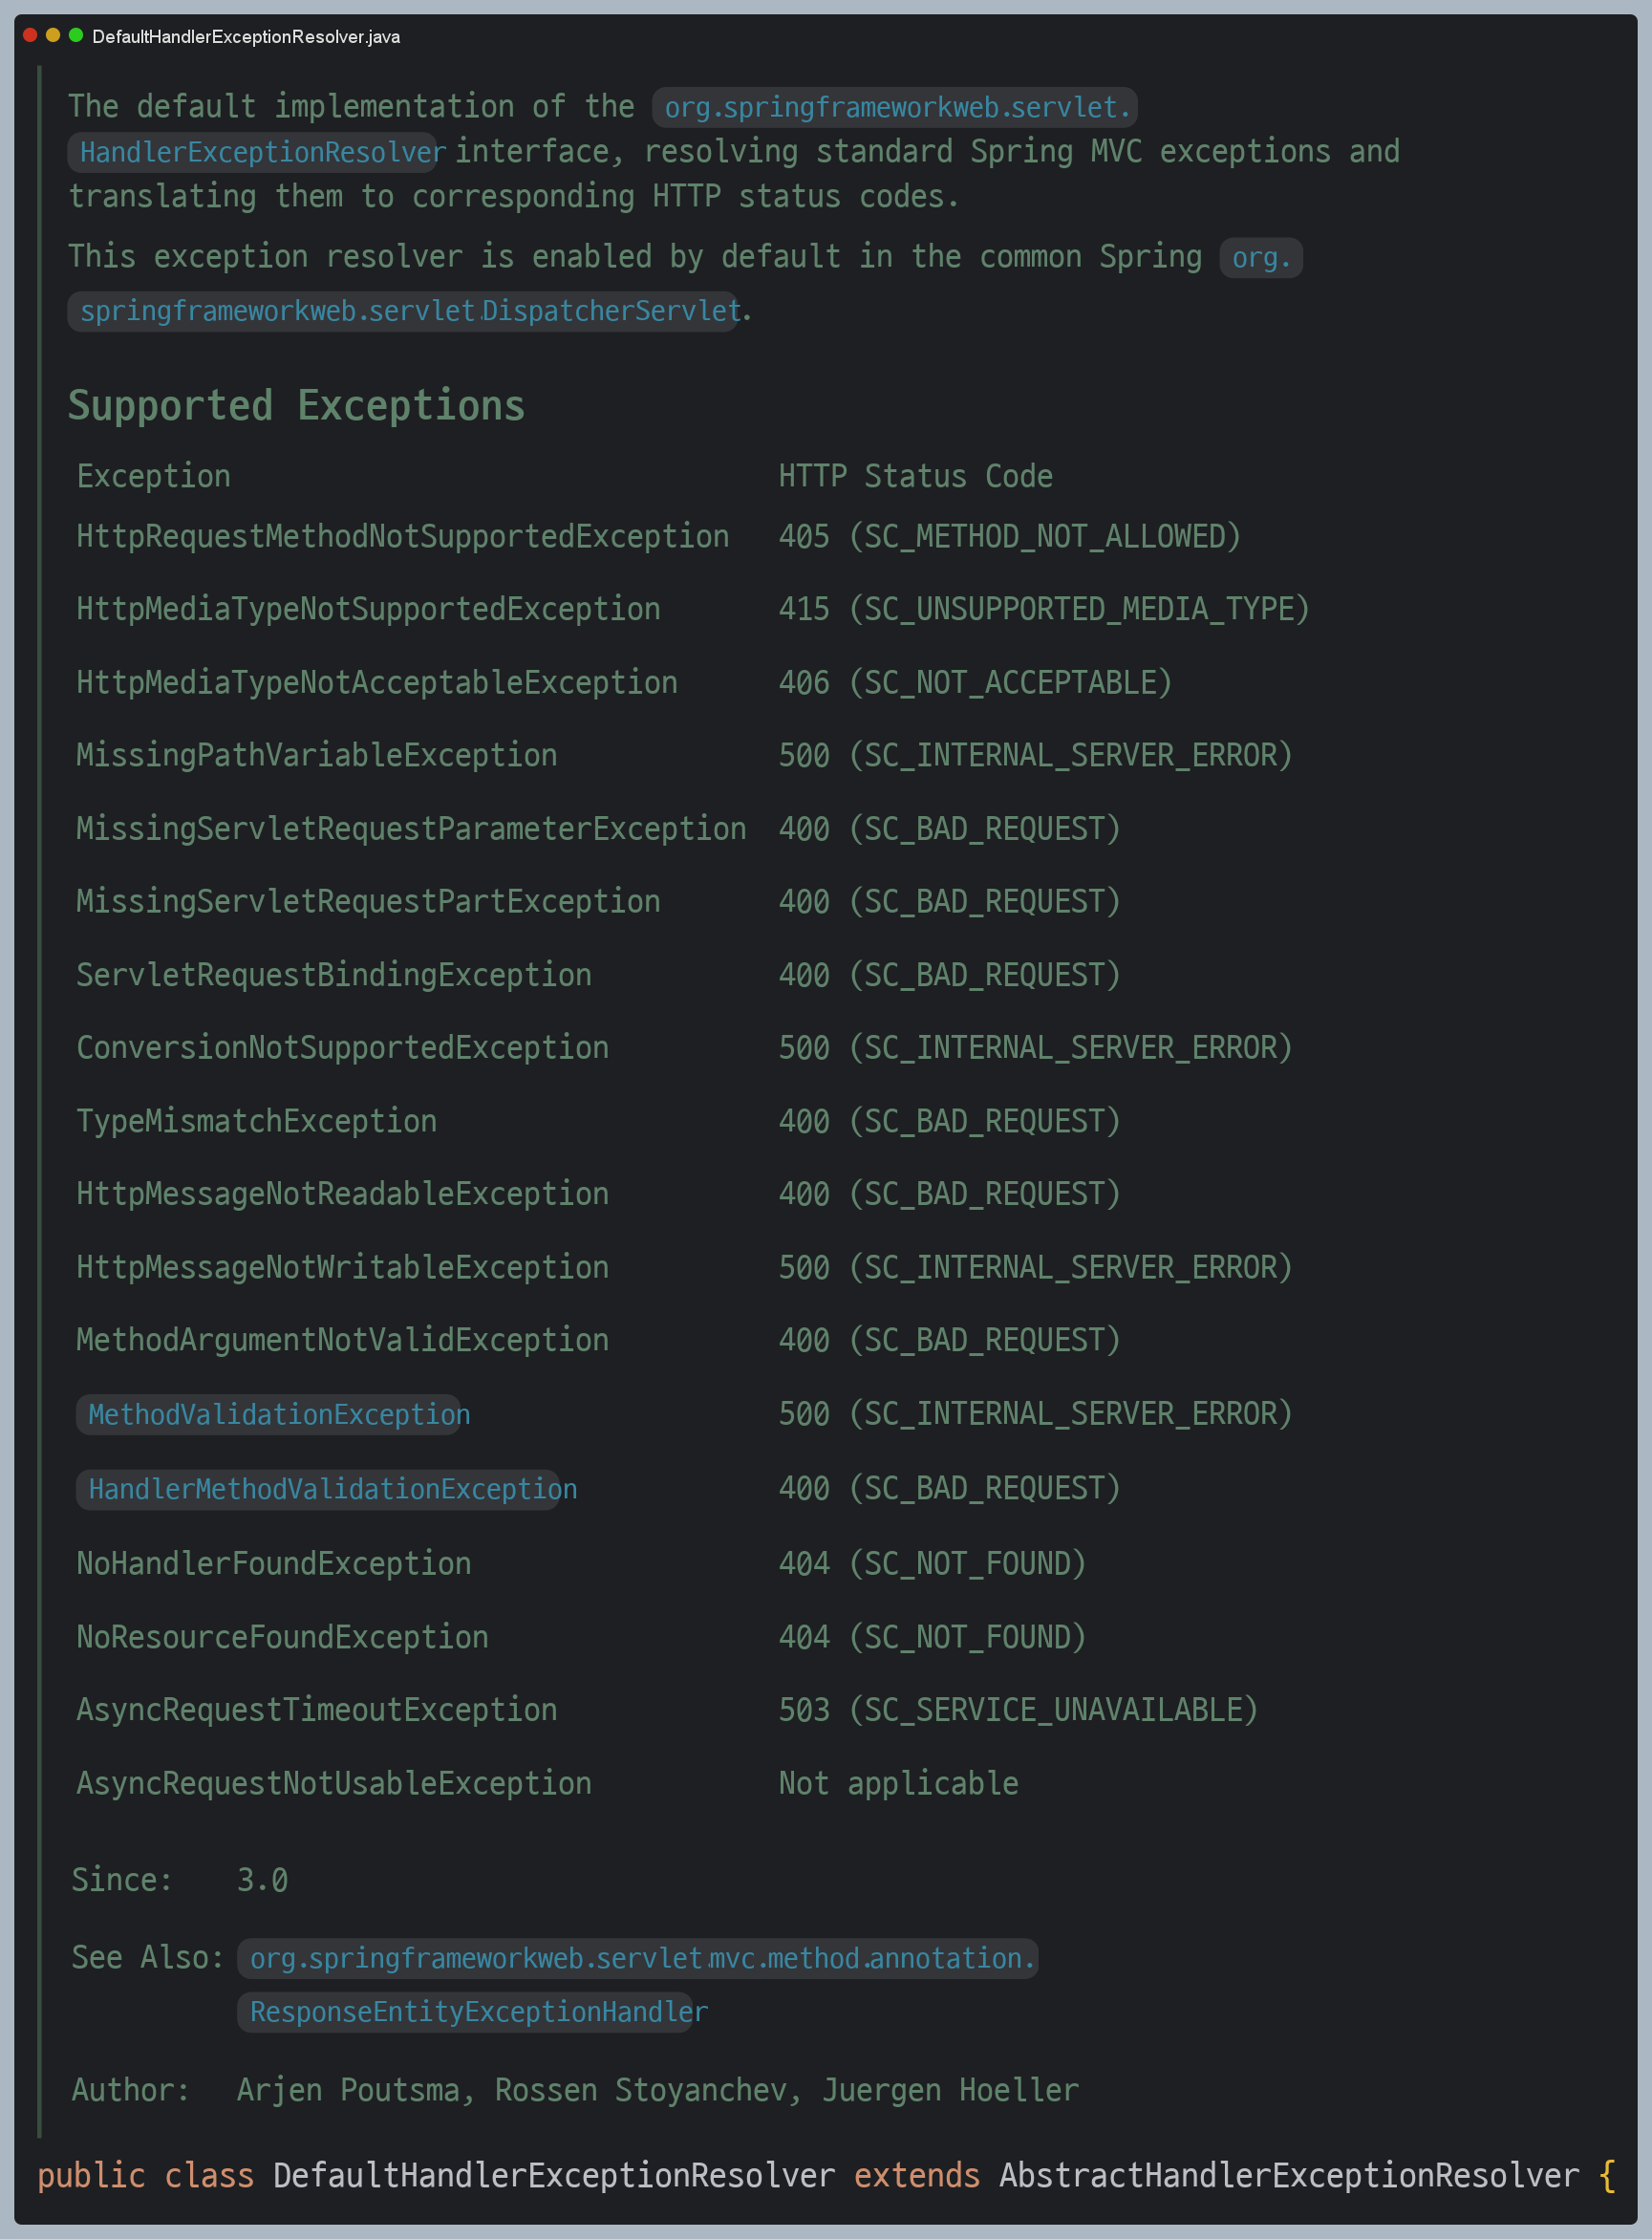 DefaultHandlerExceptionResolver.java
The default implementation of the org.springframeworkweb.servlet.
HandlerExceptionResolver interface, resolving standard Spring MVC exceptions and
translating them to corresponding HTTP status codes.
This exception resolver is enabled by default in the common Spring org.
springframeworkweb.servlet.DispatcherServlet.
Supported Exceptions
Exception HTTP Status Code
HttpRequestMethodNotSupportedException 405 (SC_METHOD_NOT_ALLOWED)
HttpMediaTypeNotSupportedException 415 (SC_UNSUPPORTED_MEDIA_TYPE)
HttpMediaTypeNotAcceptableException 406 (SC_NOT_ACCEPTABLE)
MissingPathVariableException 500 (SC_INTERNAL_SERVER_ERROR)
MissingServletRequestParameterException 400 (SC_BAD_REQUEST)
MissingServletRequestPartException 400 (SC_BAD_REQUEST)
ServletRequestBindingException 400 (SC_BAD_REQUEST)
ConversionNotSupportedException 500 (SC_INTERNAL_SERVER_ERROR)
TypeMismatchException 400 (SC_BAD_REQUEST)
HttpMessageNotReadableException 400 (SC_BAD_REQUEST)
HttpMessageNotWritableException 500 (SC_INTERNAL_SERVER_ERROR)
MethodArgumentNotValidException 400 (SC_BAD_REQUEST)
MethodValidationException 500 (SC_INTERNAL_SERVER_ERROR)
HandlerMethodValidationException 400 (SC_BAD_REQUEST)
NoHandlerFoundException 404 (SC_NOT_FOUND)
NoResourceFoundException 404 (SC_NOT_FOUND)
AsyncRequestTimeoutException 503 (SC_SERVICE_UNAVAILABLE)
AsyncRequestNotUsableException Not applicable
Since: 3.0
See Also: org.springframeworkweb.servlet.mvc.method.annotation.
ResponseEntityExceptionHandler
Author: Arjen Poutsma, Rossen Stoyanchev, Juergen Hoeller
public class DefaultHandlerExceptionResolver extends AbstractHandlerExceptionResolver {